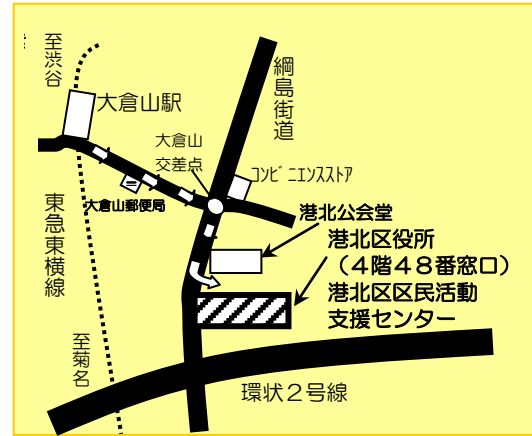 至渋谷
大倉山駅
綱島街道
大倉山
交差点
ｺﾝﾋﾞﾆｴﾝｽｽﾄｱ
大倉山郵便局
港北公会堂
東急東横線
港北区役所
（４階４８番窓口）
港北区区民活動
支援センター
至菊名
環状２号線